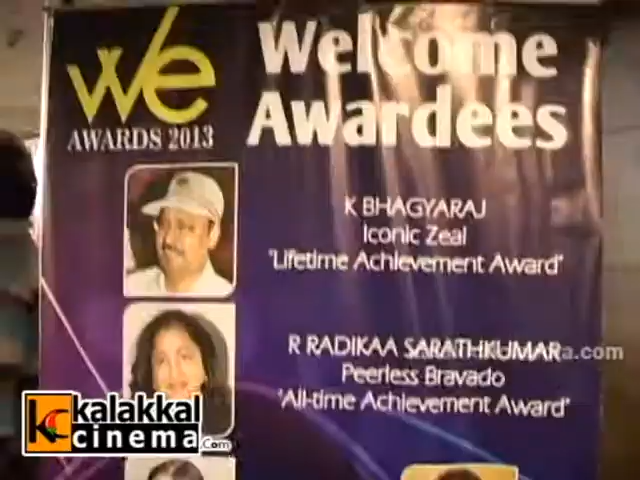 we
AWARDS 2013
Welcome
Awardees
K BHAGYARAJ
Iconic Zeal
"Lifetime Achievement Award"
R RADIKAA SARATHKUMAR
Peerless Bravado
'All-time Achievement Award'
a.com
kalakkal
cinema.Com